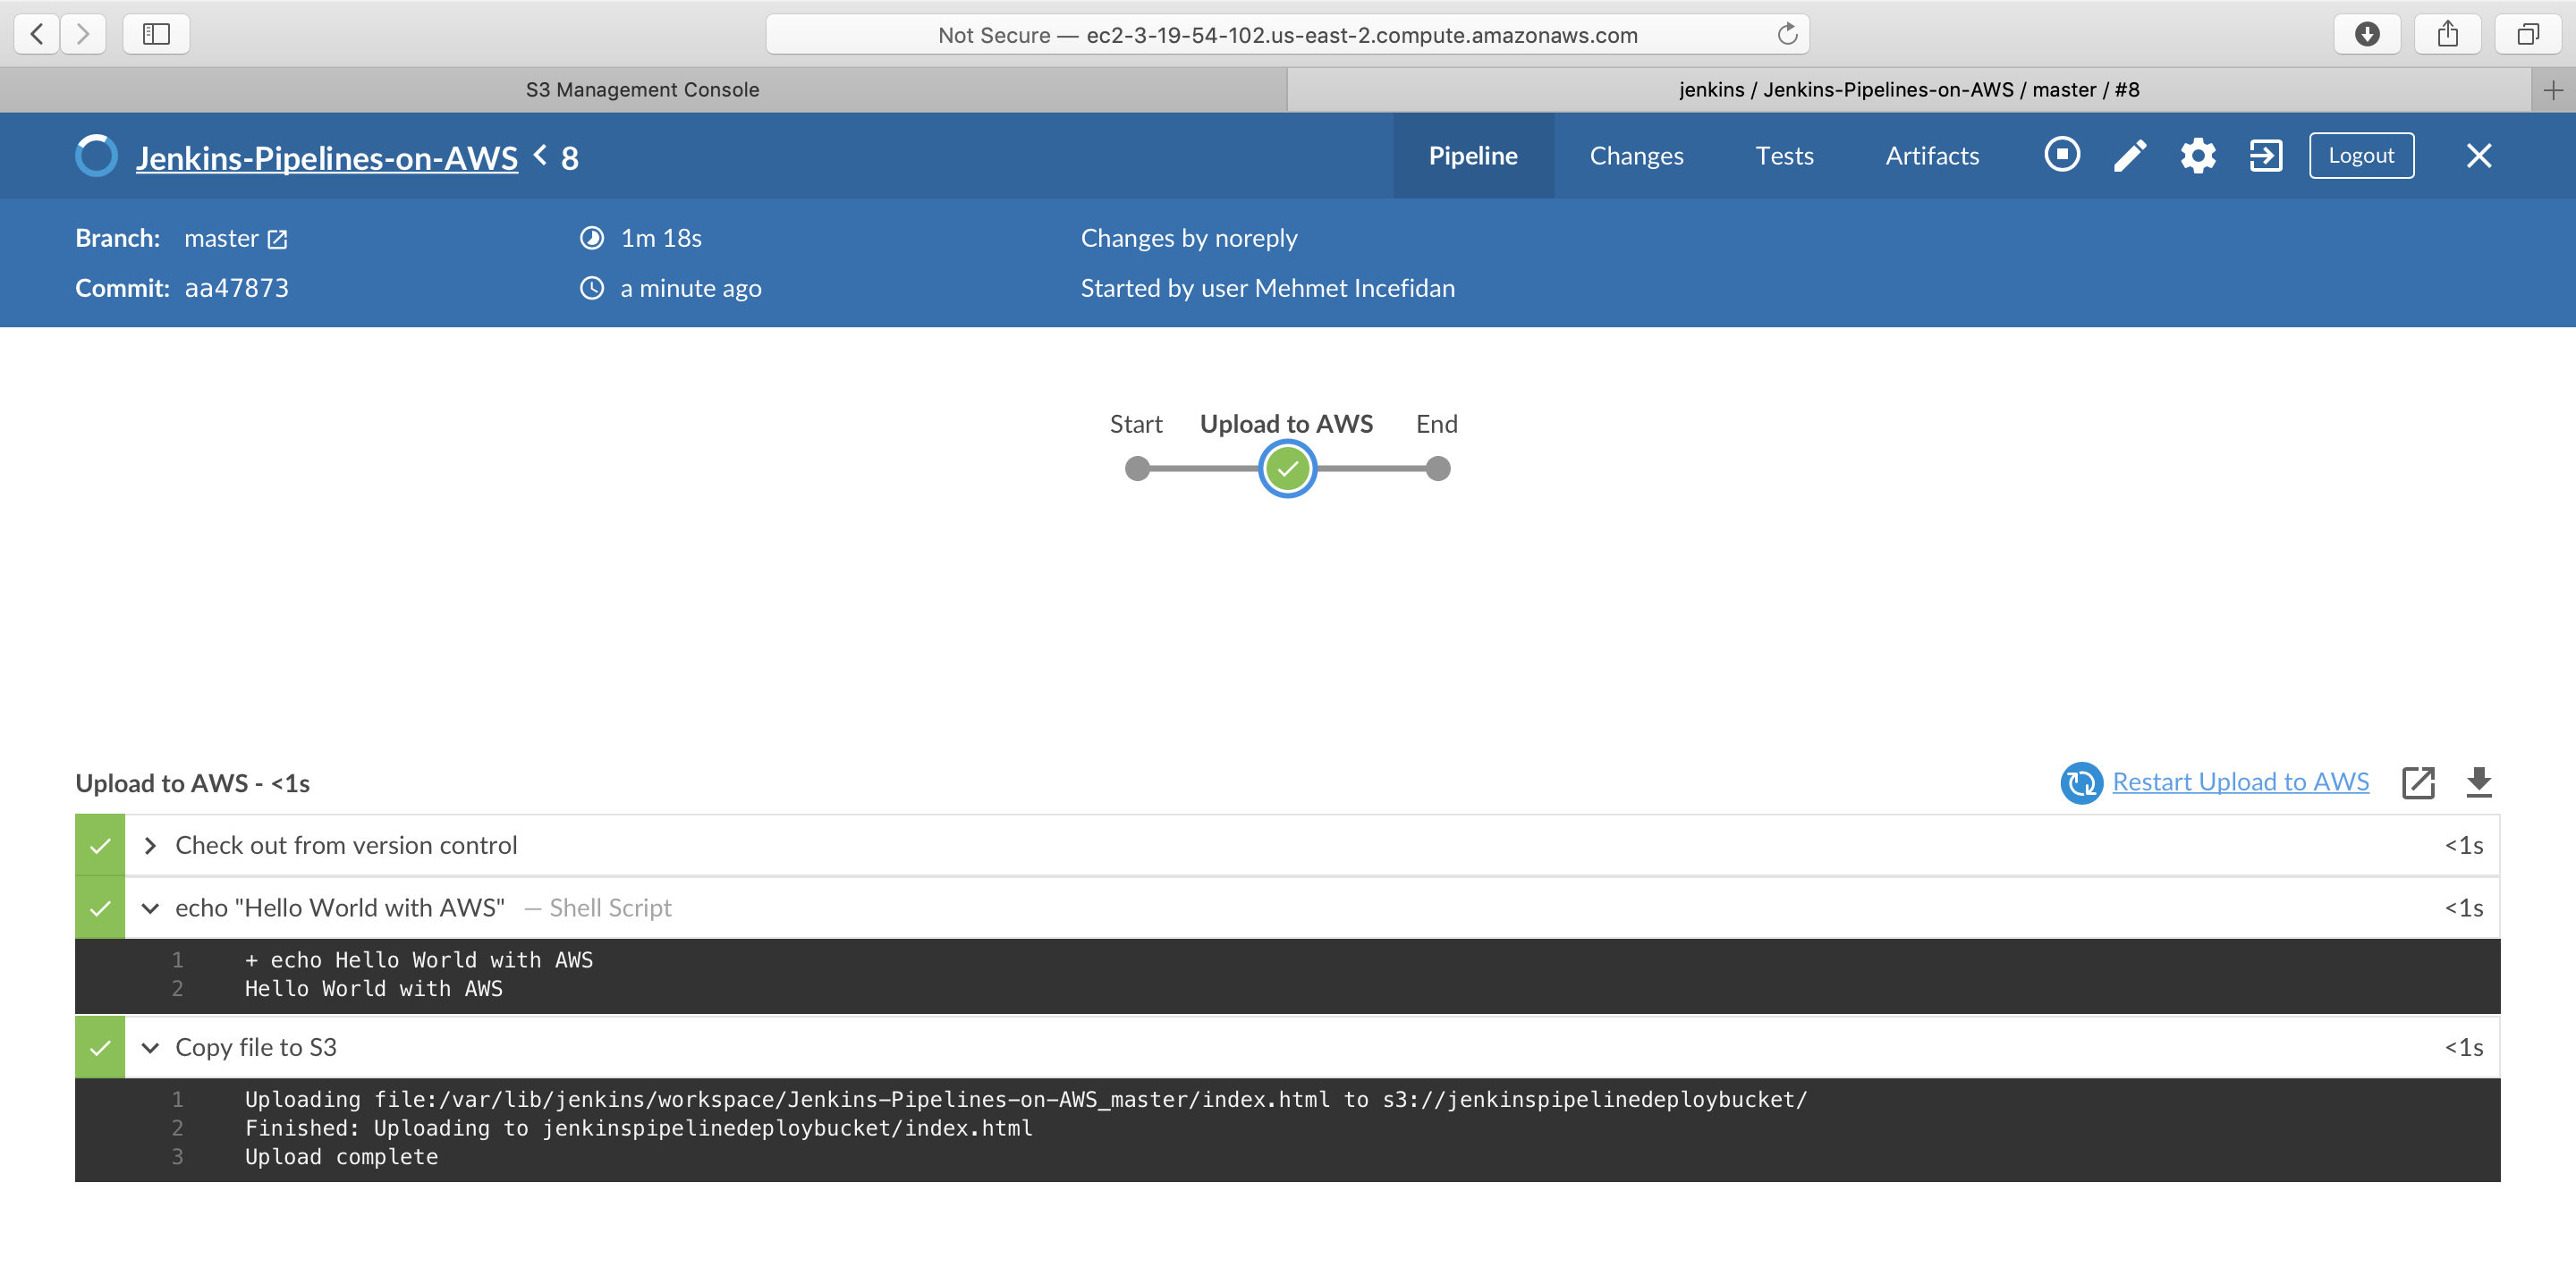 Not Secure — ec2-3-19-54-102.us-east-2.compute.amazonaws.com
S3 Management Console
jenkins / Jenkins-Pipelines-on-AWS / master / #8
Jenkins-Pipelines-on-AWS < 8
Pipeline Changes Tests Artifacts Logout
Branch: master 1m 18s Changes by noreply
Commit: aa47873 a minute ago Started by user Mehmet Incefidan
Start Upload to AWS End
Upload to AWS - <1s Restart Upload to AWS
Check out from version control <1s
echo "Hello World with AWS" — Shell Script <1s
1 + echo Hello World with AWS
2 Hello World with AWS
Copy file to S3 <1s
1 Uploading file:/var/lib/jenkins/workspace/Jenkins-Pipelines-on-AWS_master/index.html to s3://jenkinspipelinedeploybucket/
2 Finished: Uploading to jenkinspipelinedeploybucket/index.html
3 Upload complete